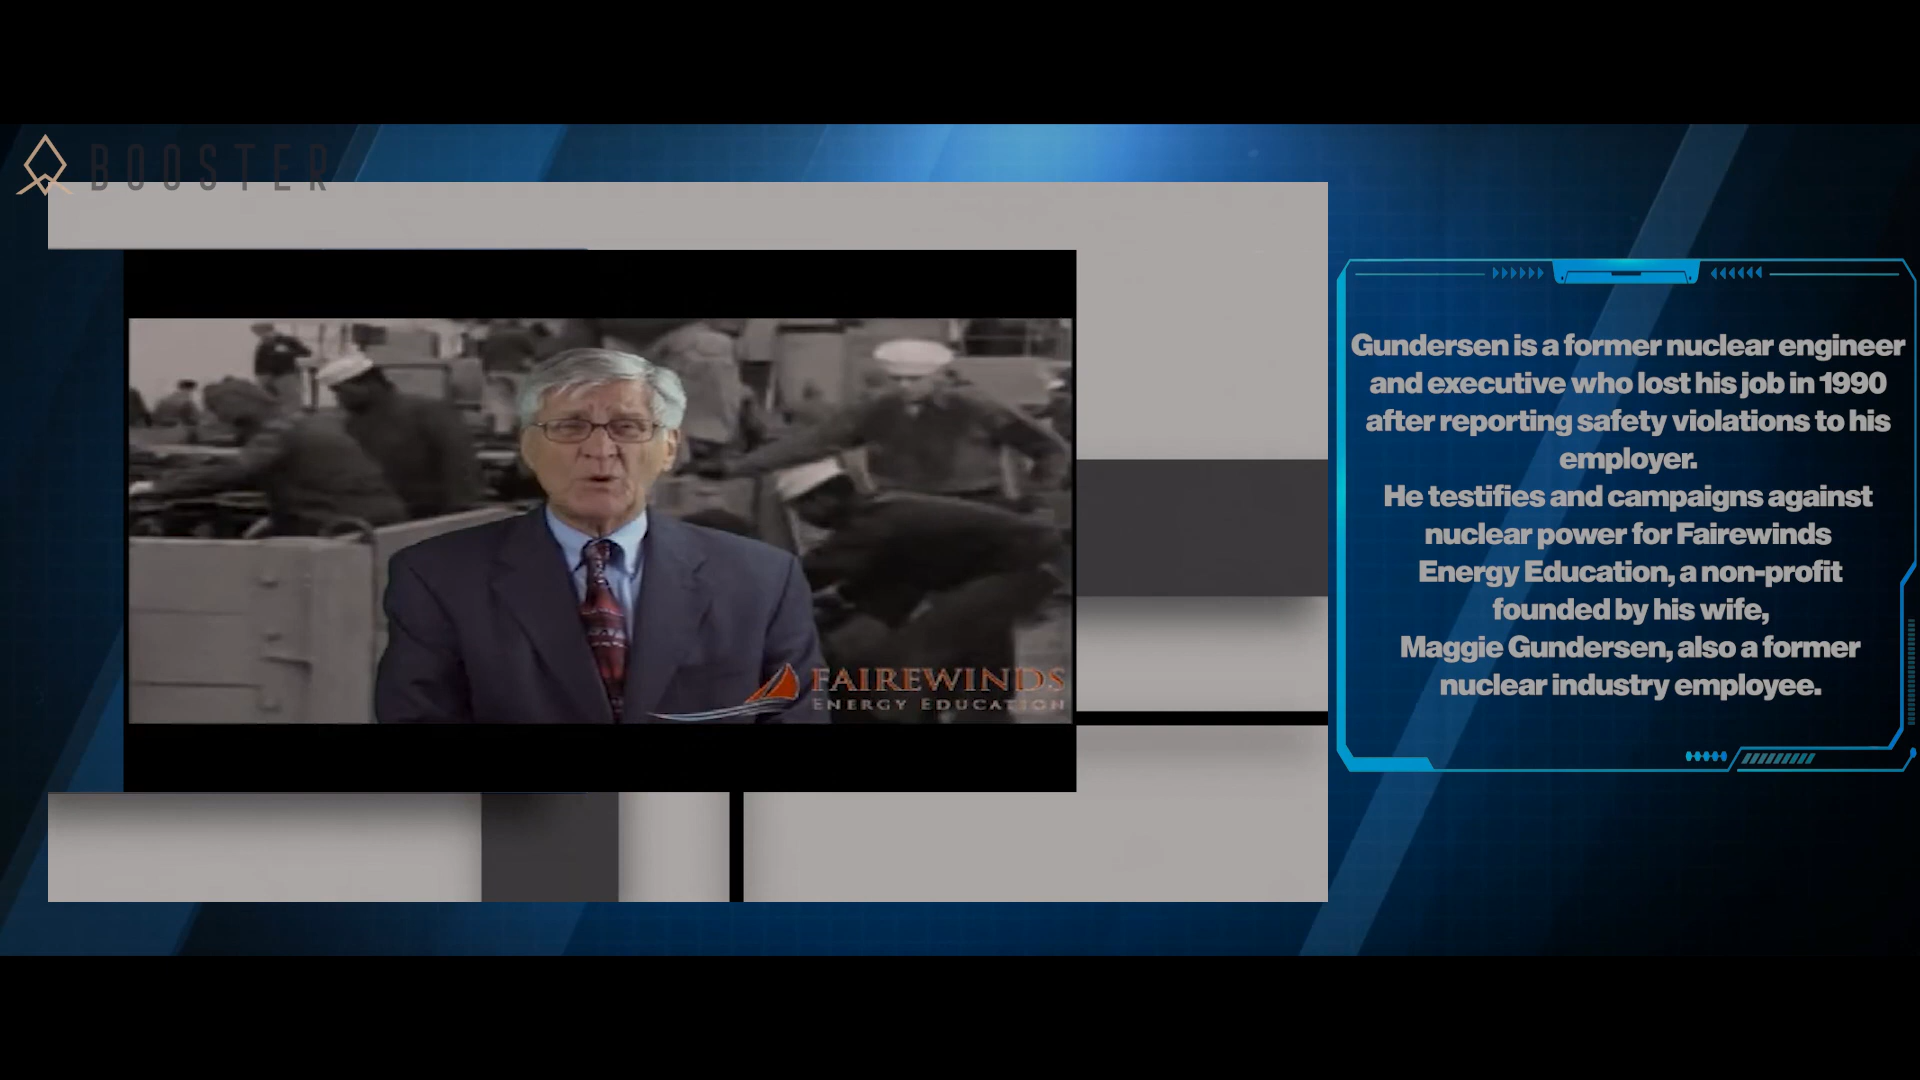 BOOSTER
Gundersen is a former nuclear engineer
and executive who lost his job in 1990
after reporting safety violations to his
employer.
He testifies and campaigns against
nuclear power for Fairewinds
Energy Education, a non-profit
founded by his wife,
Maggie Gundersen, also a former
nuclear industry employee.
FAIREWINDS
ENERGY EDUCATION